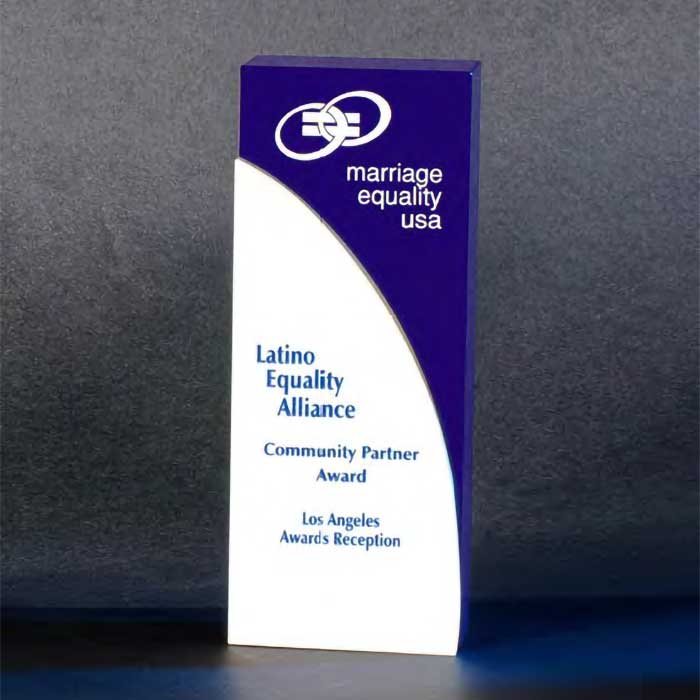 marriage
equality
usa
Latino
Equality
Alliance
Community Partner
Award
Los Angeles
Awards Reception